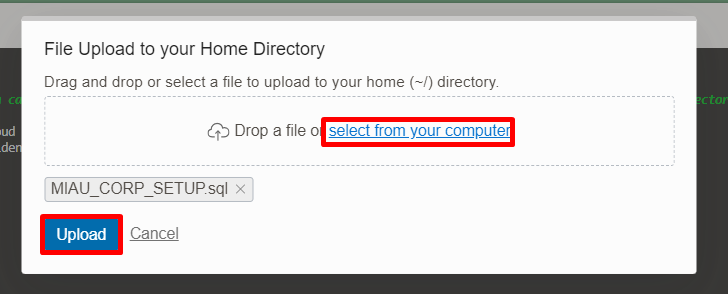 File Upload to your Home Directory
Drag and drop or select a file to upload to your home (~/) directory.
Drop a file or select from your computer
MIAU_CORP_SETUP.sql ×
Upload Cancel